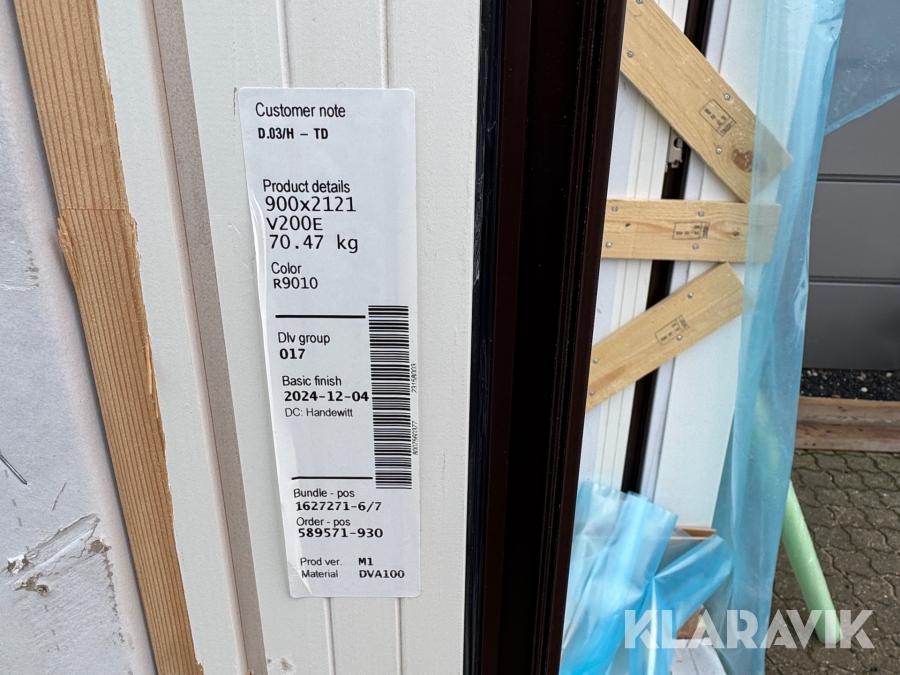 Customer note
D.03/H - TD
Product details
900x2121
V200E
70.47 kg
Color
R9010
Dlv group
017
Basic finish
2024-12-04
DC: Handewitt
Bundle - pos
1627271-6/7
Order - pos
589571-930
Prod ver. M1
Material DVA100
KLARAVIK